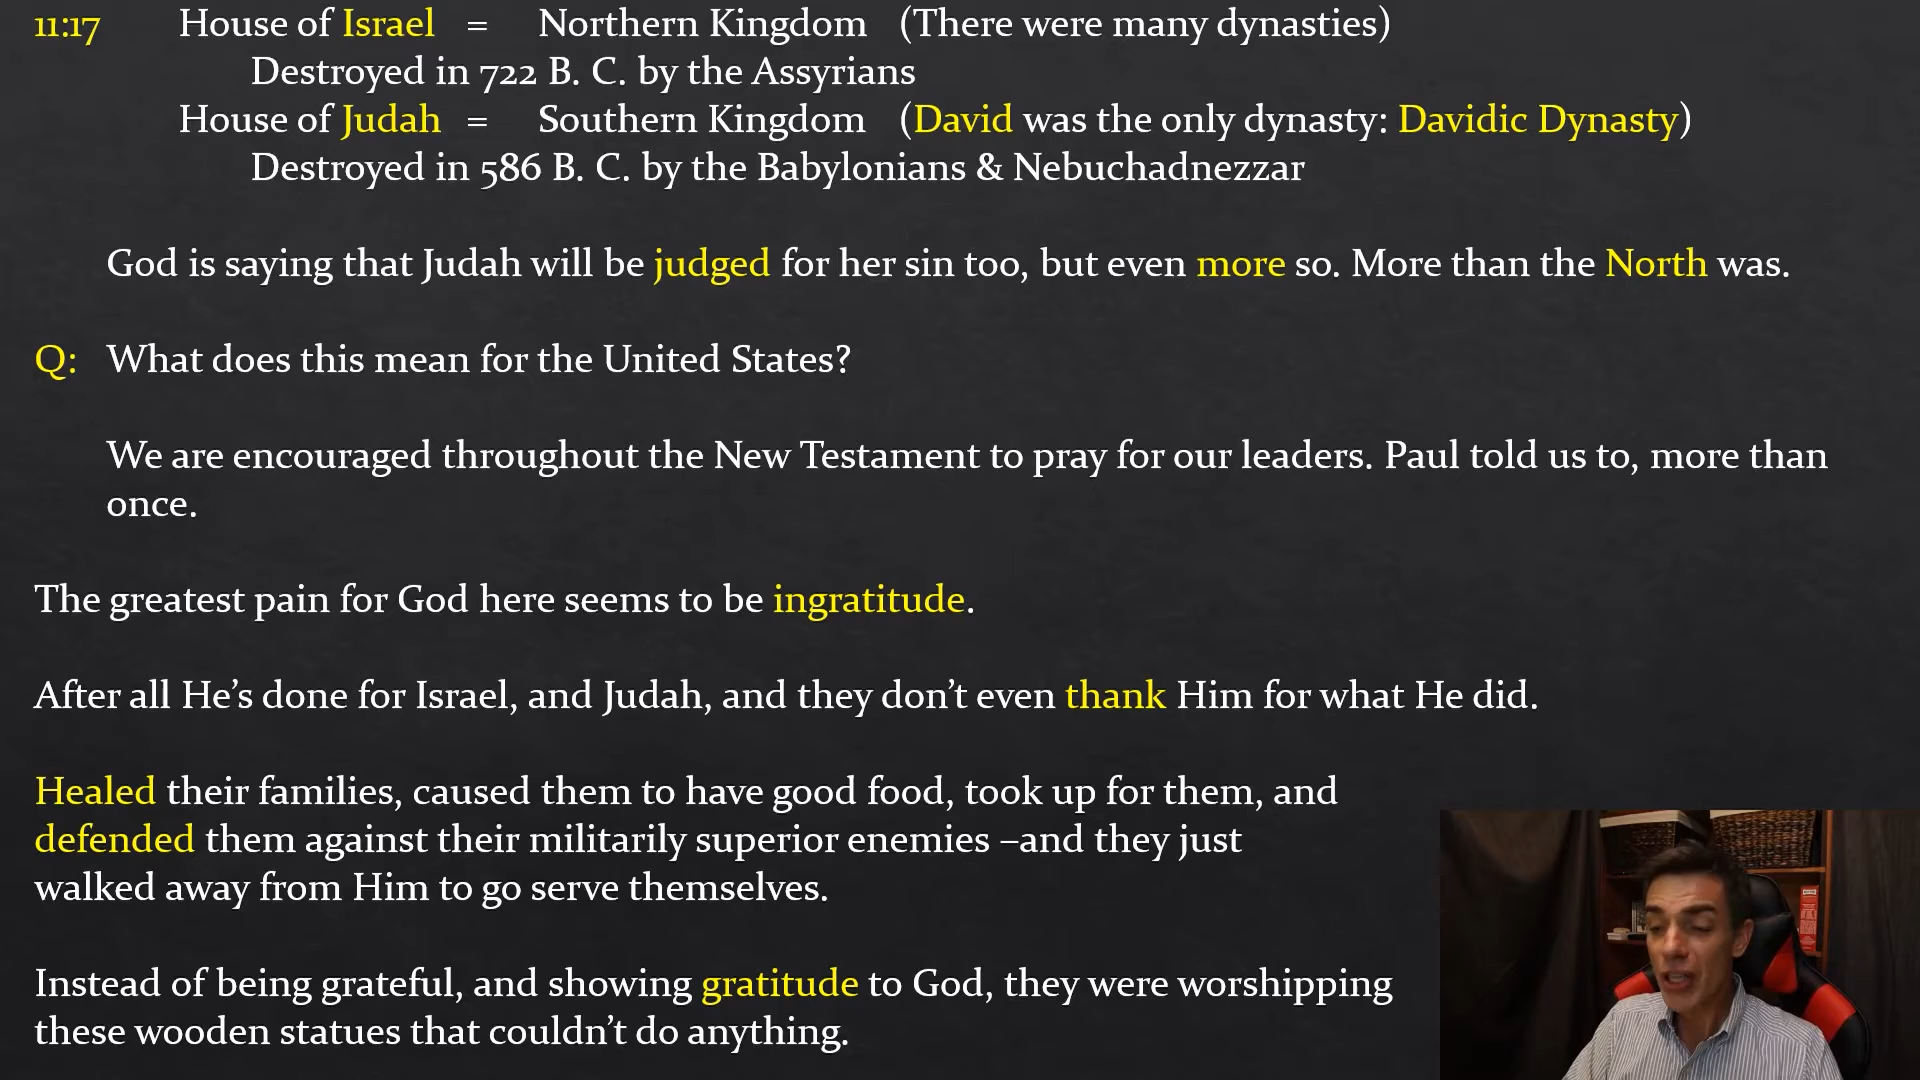 11:17 House of Israel = Northern Kingdom (There were many dynasties)
Destroyed in 722 B. C. by the Assyrians
House of Judah = Southern Kingdom (David was the only dynasty: Davidic Dynasty)
Destroyed in 586 B. C. by the Babylonians & Nebuchadnezzar
God is saying that Judah will be judged for her sin too, but even more so. More than the North was.
Q: What does this mean for the United States?
We are encouraged throughout the New Testament to pray for our leaders. Paul told us to, more than
once.
The greatest pain for God here seems to be ingratitude.
After all He’s done for Israel, and Judah, and they don’t even thank Him for what He did.
Healed their families, caused them to have good food, took up for them, and
defended them against their militarily superior enemies –and they just
walked away from Him to go serve themselves.
Instead of being grateful, and showing gratitude to God, they were worshipping
these wooden statues that couldn’t do anything.